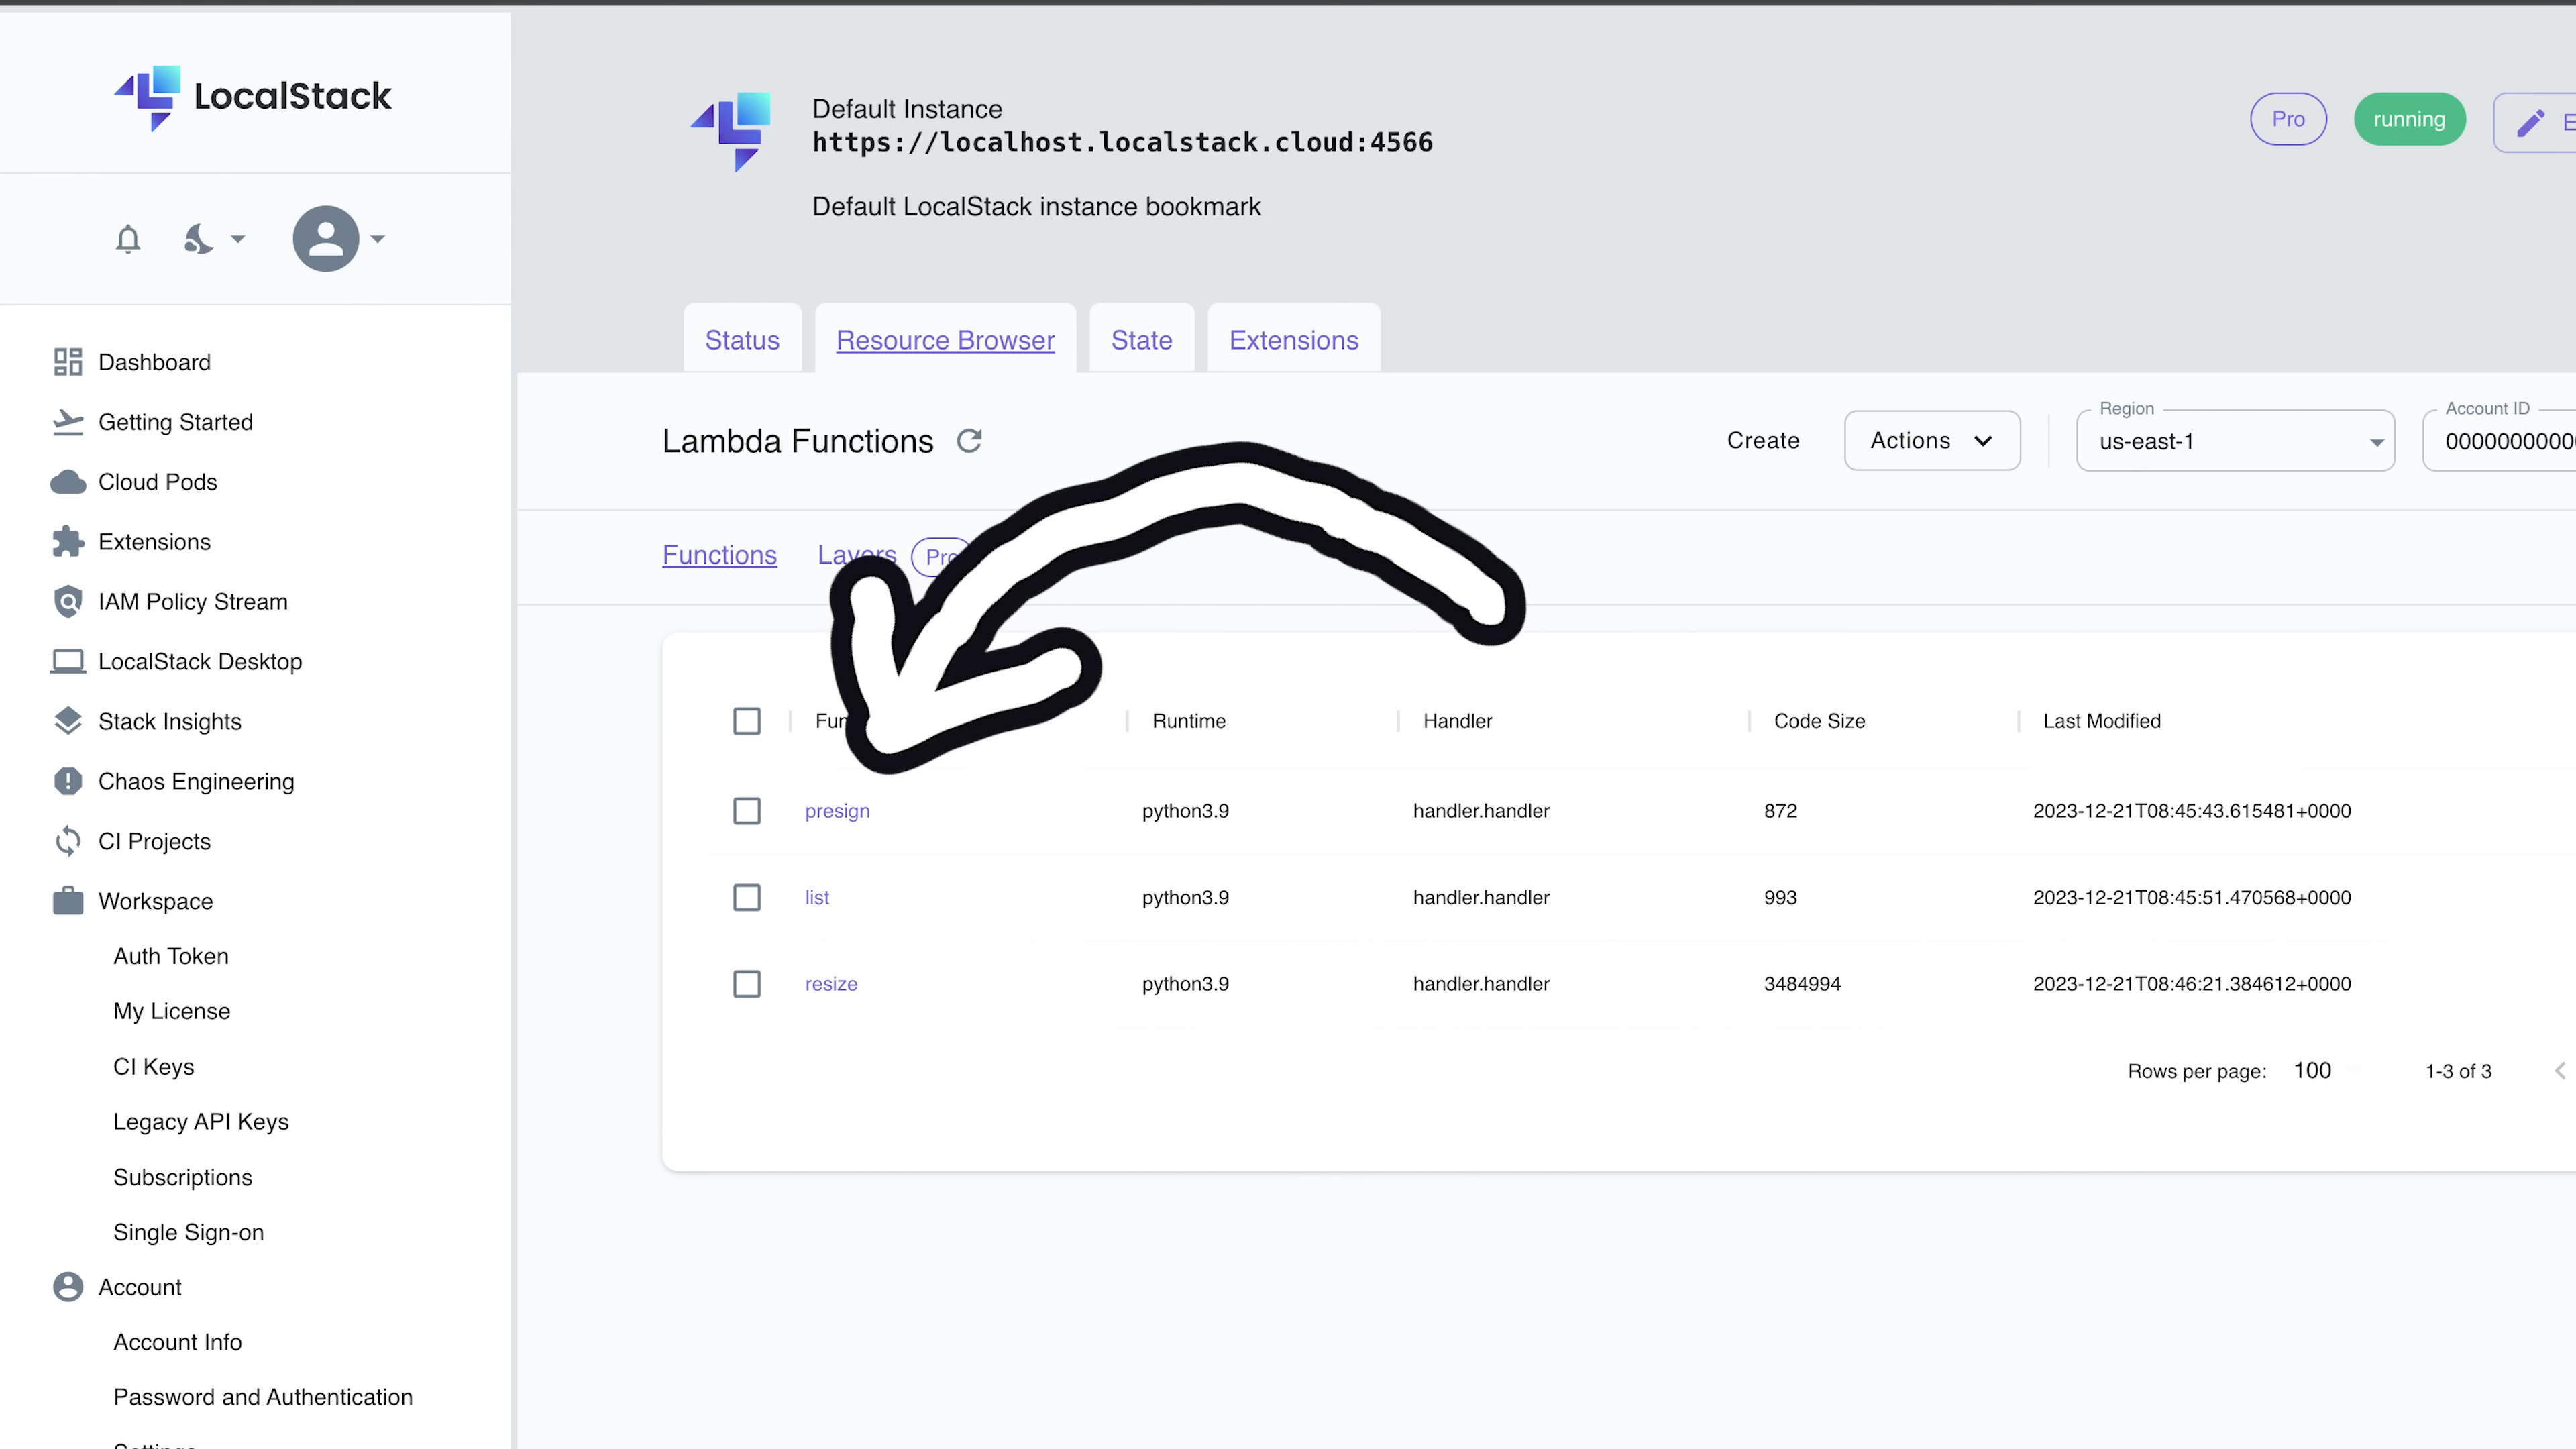 LocalStack
Dashboard
Getting Started
Cloud Pods
Extensions
IAM Policy Stream
LocalStack Desktop
Stack Insights
Chaos Engineering
CI Projects
Workspace
Auth Token
My License
CI Keys
Legacy API Keys
Subscriptions
Single Sign-on
Account
Account Info
Password and Authentication
Default Instance
https://localhost.localstack.cloud:4566
Default LocalStack instance bookmark
Pro running
Status Resource Browser State Extensions
Lambda Functions Create Actions Region us-east-1 Account ID
Functions Layers Pro
Runtime Handler Code Size Last Modified
presign python3.9 handler.handler 872 2023-12-21T08:45:43.615481+0000
list python3.9 handler.handler 993 2023-12-21T08:45:51.470568+0000
resize python3.9 handler.handler 3484994 2023-12-21T08:46:21.384612+0000
Rows per page: 100 1-3 of 3